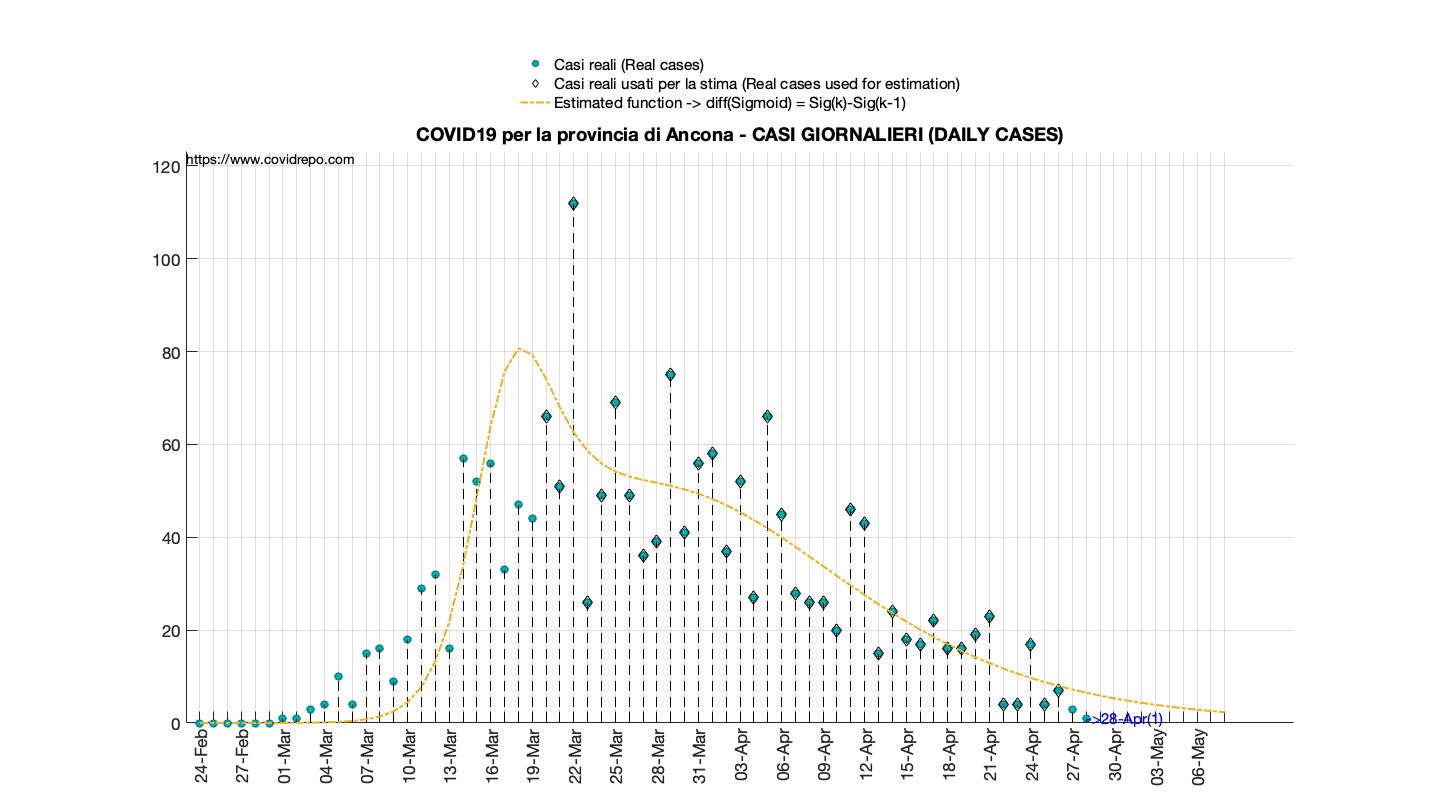 Casi reali (Real cases)
Casi reali usati per la stima (Real cases used for estimation)
Estimated function -> diff(Sigmoid) = Sig(k)-Sig(k-1)
COVID19 per la provincia di Ancona - CASI GIORNALIERI (DAILY CASES)
https://www.covidrepo.com
120
100
80
60
40
20
0
->28-Apr(1)
24-Feb
27-Feb
01-Mar
04-Mar
07-Mar
10-Mar
13-Mar
16-Mar
19-Mar
22-Mar
25-Mar
28-Mar
31-Mar
03-Apr
06-Apr
09-Apr
12-Apr
15-Apr
18-Apr
21-Apr
24-Apr
27-Apr
30-Apr
03-May
06-May